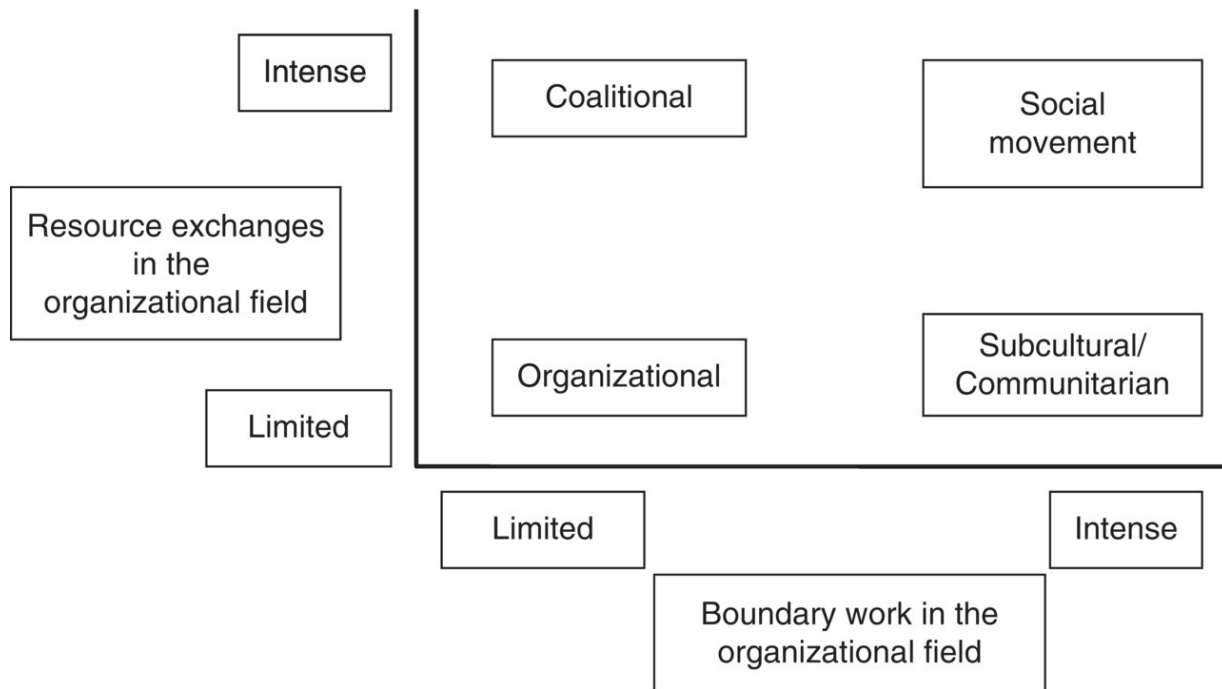 Intense
Coalitional
Social
movement
Resource exchanges
in the
organizational field
Organizational
Subcultural/
Communitarian
Limited
Limited
Intense
Boundary work in the
organizational field